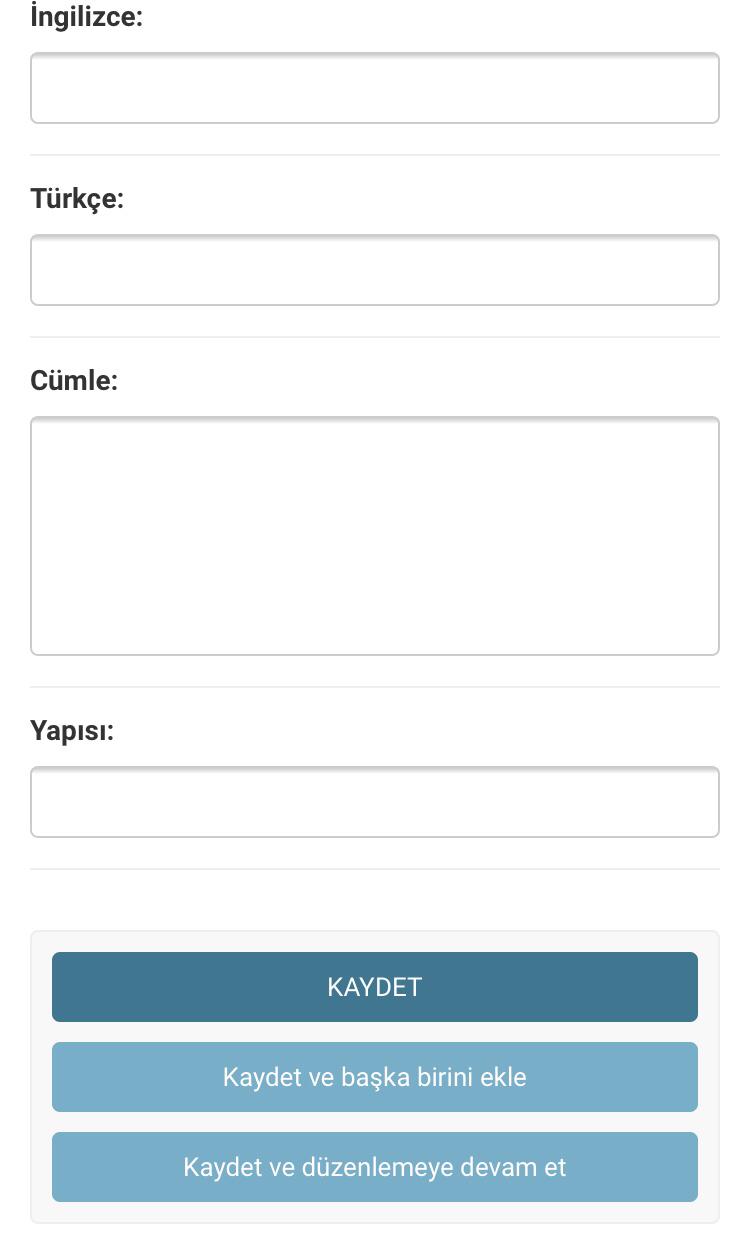 İngilizce:
Türkçe:
Cümle:
Yapısı:
KAYDET
Kaydet ve başka birini ekle
Kaydet ve düzenlemeye devam et